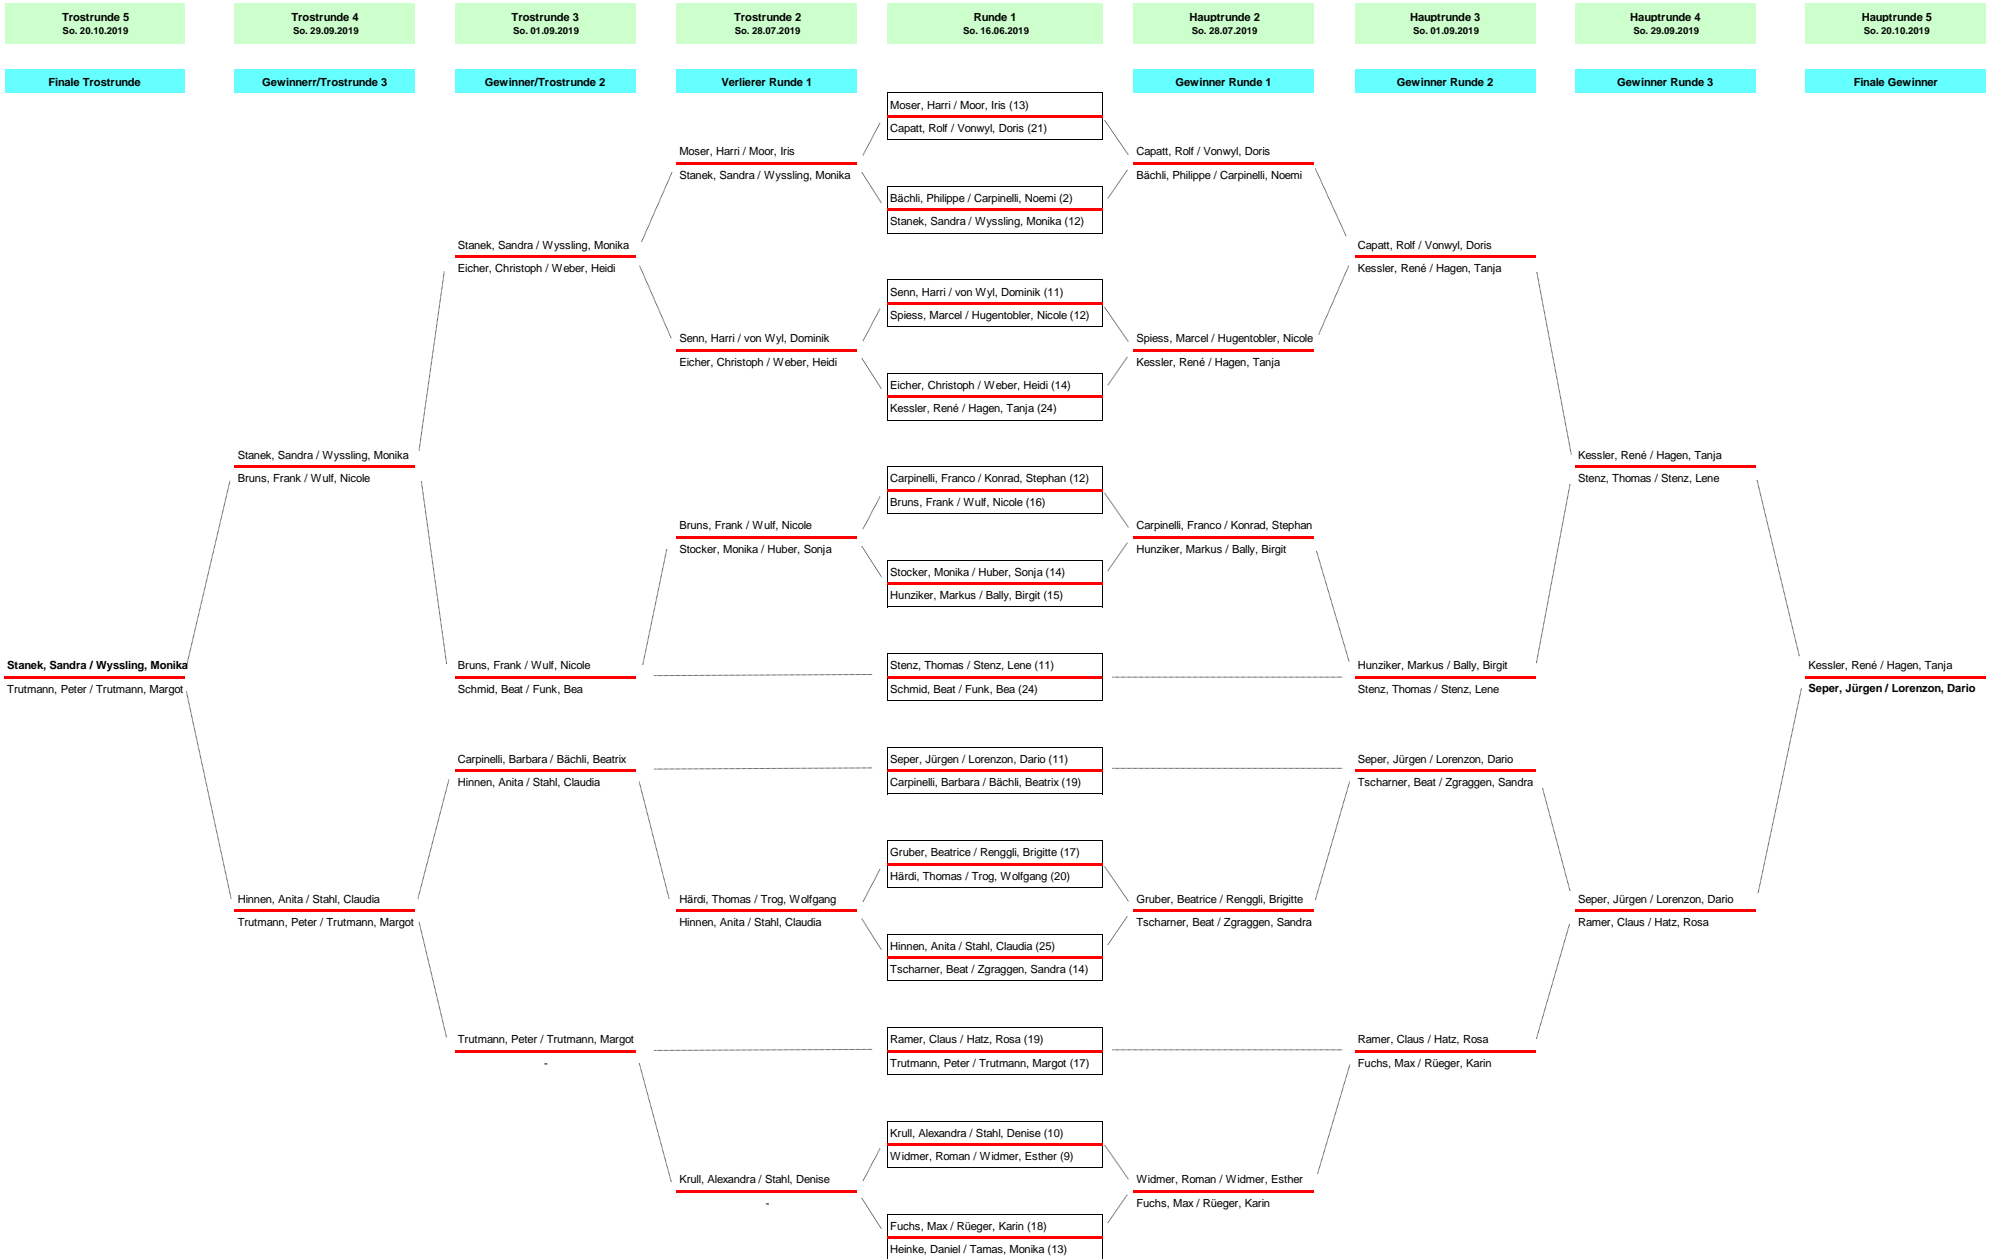 Trostrunde 5
So. 20.10.2019
Trostrunde 4
So. 29.09.2019
Trostrunde 3
So. 01.09.2019
Trostrunde 2
So. 28.07.2019
Runde 1
So. 16.06.2019
Hauptrunde 2
So. 28.07.2019
Hauptrunde 3
So. 01.09.2019
Hauptrunde 4
So. 29.09.2019
Hauptrunde 5
So. 20.10.2019
Finale Trostrunde
Gewinnerr/Trostrunde 3
Gewinner/Trostrunde 2
Verlierer Runde 1
Gewinner Runde 1
Gewinner Runde 2
Gewinner Runde 3
Finale Gewinner
Stanek, Sandra / Wyssling, Monika
Trutmann, Peter / Trutmann, Margot
Stanek, Sandra / Wyssling, Monika
Bruns, Frank / Wulf, Nicole
Hinnen, Anita / Stahl, Claudia
Trutmann, Peter / Trutmann, Margot
Stanek, Sandra / Wyssling, Monika
Eicher, Christoph / Weber, Heidi
Bruns, Frank / Wulf, Nicole
Schmid, Beat / Funk, Bea
Carpinelli, Barbara / Bächli, Beatrix
Hinnen, Anita / Stahl, Claudia
Trutmann, Peter / Trutmann, Margot
-
Moser, Harri / Moor, Iris
Stanek, Sandra / Wyssling, Monika
Senn, Harri / von Wyl, Dominik
Eicher, Christoph / Weber, Heidi
Bruns, Frank / Wulf, Nicole
Stocker, Monika / Huber, Sonja
Härdi, Thomas / Trog, Wolfgang
Hinnen, Anita / Stahl, Claudia
Krull, Alexandra / Stahl, Denise
-
Moser, Harri / Moor, Iris (13)
Capatt, Rolf / Vonwyl, Doris (21)
Bächli, Philippe / Carpinelli, Noemi (2)
Stanek, Sandra / Wyssling, Monika (12)
Senn, Harri / von Wyl, Dominik (11)
Spiess, Marcel / Hugentobler, Nicole (12)
Eicher, Christoph / Weber, Heidi (14)
Kessler, René / Hagen, Tanja (24)
Carpinelli, Franco / Konrad, Stephan (12)
Bruns, Frank / Wulf, Nicole (16)
Stocker, Monika / Huber, Sonja (14)
Hunziker, Markus / Bally, Birgit (15)
Stenz, Thomas / Stenz, Lene (11)
Schmid, Beat / Funk, Bea (24)
Seper, Jürgen / Lorenzon, Dario (11)
Carpinelli, Barbara / Bächli, Beatrix (19)
Gruber, Beatrice / Renggli, Brigitte (17)
Härdi, Thomas / Trog, Wolfgang (20)
Hinnen, Anita / Stahl, Claudia (25)
Tscharner, Beat / Zgraggen, Sandra (14)
Ramer, Claus / Hatz, Rosa (19)
Trutmann, Peter / Trutmann, Margot (17)
Krull, Alexandra / Stahl, Denise (10)
Widmer, Roman / Widmer, Esther (9)
Fuchs, Max / Rüeger, Karin (18)
Heinke, Daniel / Tamas, Monika (13)
Capatt, Rolf / Vonwyl, Doris
Bächli, Philippe / Carpinelli, Noemi
Spiess, Marcel / Hugentobler, Nicole
Kessler, René / Hagen, Tanja
Carpinelli, Franco / Konrad, Stephan
Hunziker, Markus / Bally, Birgit
Gruber, Beatrice / Renggli, Brigitte
Tscharner, Beat / Zgraggen, Sandra
Widmer, Roman / Widmer, Esther
Fuchs, Max / Rüeger, Karin
Capatt, Rolf / Vonwyl, Doris
Kessler, René / Hagen, Tanja
Hunziker, Markus / Bally, Birgit
Stenz, Thomas / Stenz, Lene
Seper, Jürgen / Lorenzon, Dario
Tscharner, Beat / Zgraggen, Sandra
Ramer, Claus / Hatz, Rosa
Fuchs, Max / Rüeger, Karin
Kessler, René / Hagen, Tanja
Stenz, Thomas / Stenz, Lene
Seper, Jürgen / Lorenzon, Dario
Ramer, Claus / Hatz, Rosa
Kessler, René / Hagen, Tanja
Seper, Jürgen / Lorenzon, Dario